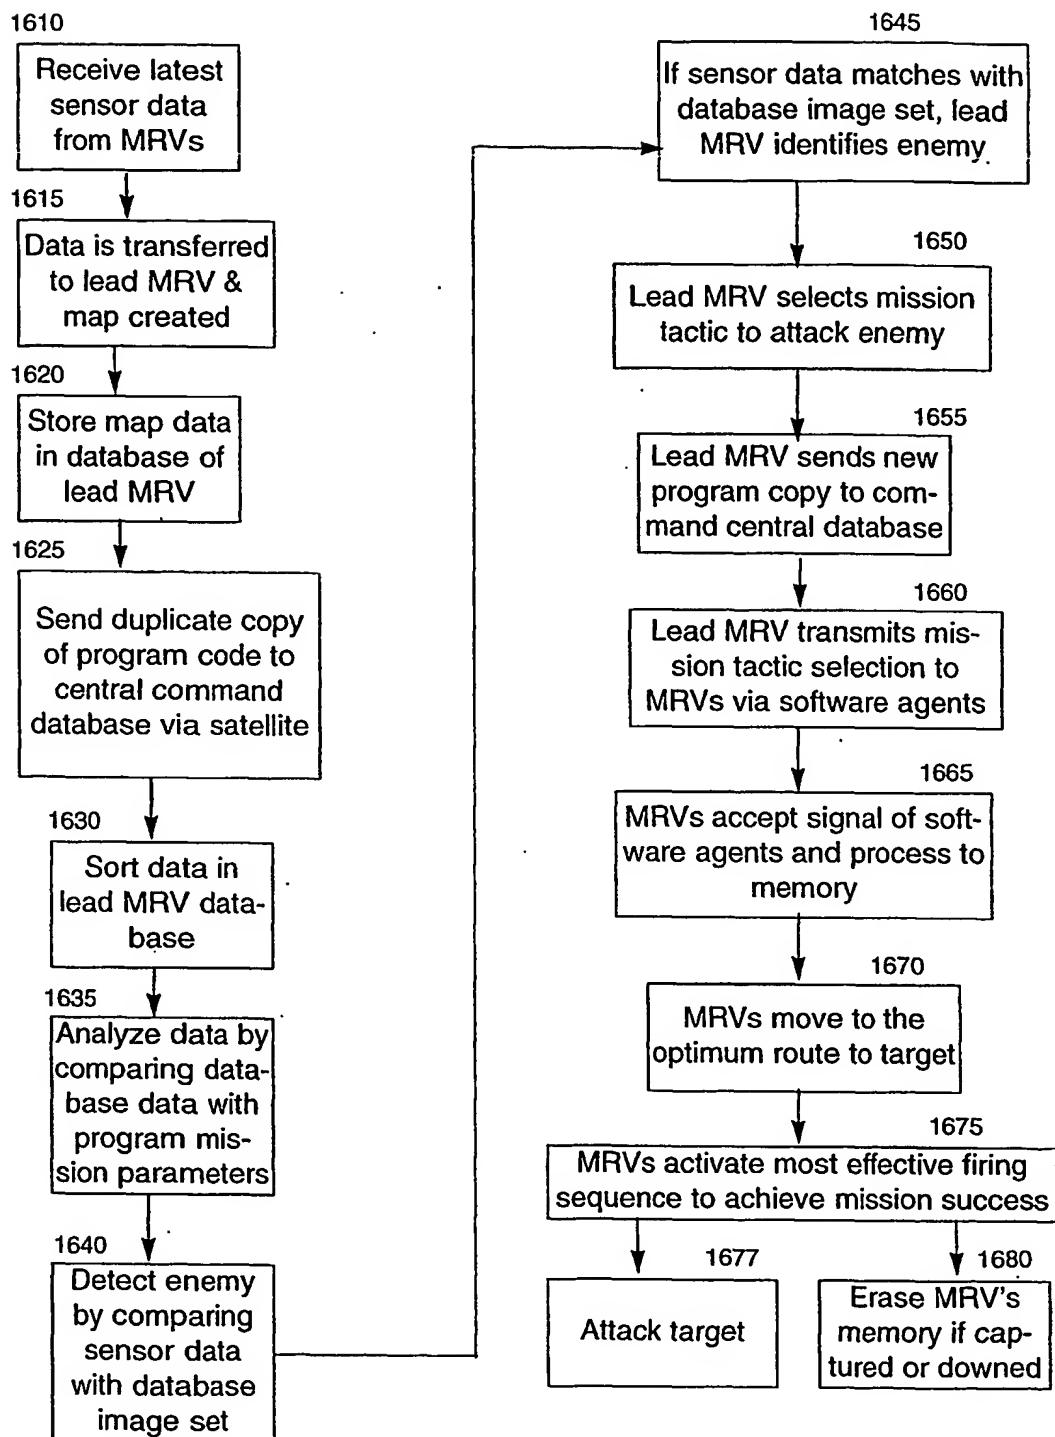 1610
Receive latest
sensor data
from MRVs
1615
Data is transferred
to lead MRV &
map created
1620
Store map data
in database of
lead MRV
1625
Send duplicate copy
of program code to
central command
database via satellite
1630
Sort data in
lead MRV data-
base
1635
Analyze data by
comparing data-
base data with
program mis-
sion parameters
1640
Detect enemy
by comparing
sensor data
with database
image set
1645
If sensor data matches with
database image set, lead
MRV identifies enemy
1650
Lead MRV selects mission
tactic to attack enemy
1655
Lead MRV sends new
program copy to com-
mand central database
1660
Lead MRV transmits mis-
sion tactic selection to
MRVs via software agents
1665
MRVs accept signal of soft-
ware agents and process to
memory
1670
MRVs move to the
optimum route to target
1675
MRVs activate most effective firing
sequence to achieve mission success
1677
Attack target
1680
Erase MRV's
memory if cap-
tured or downed